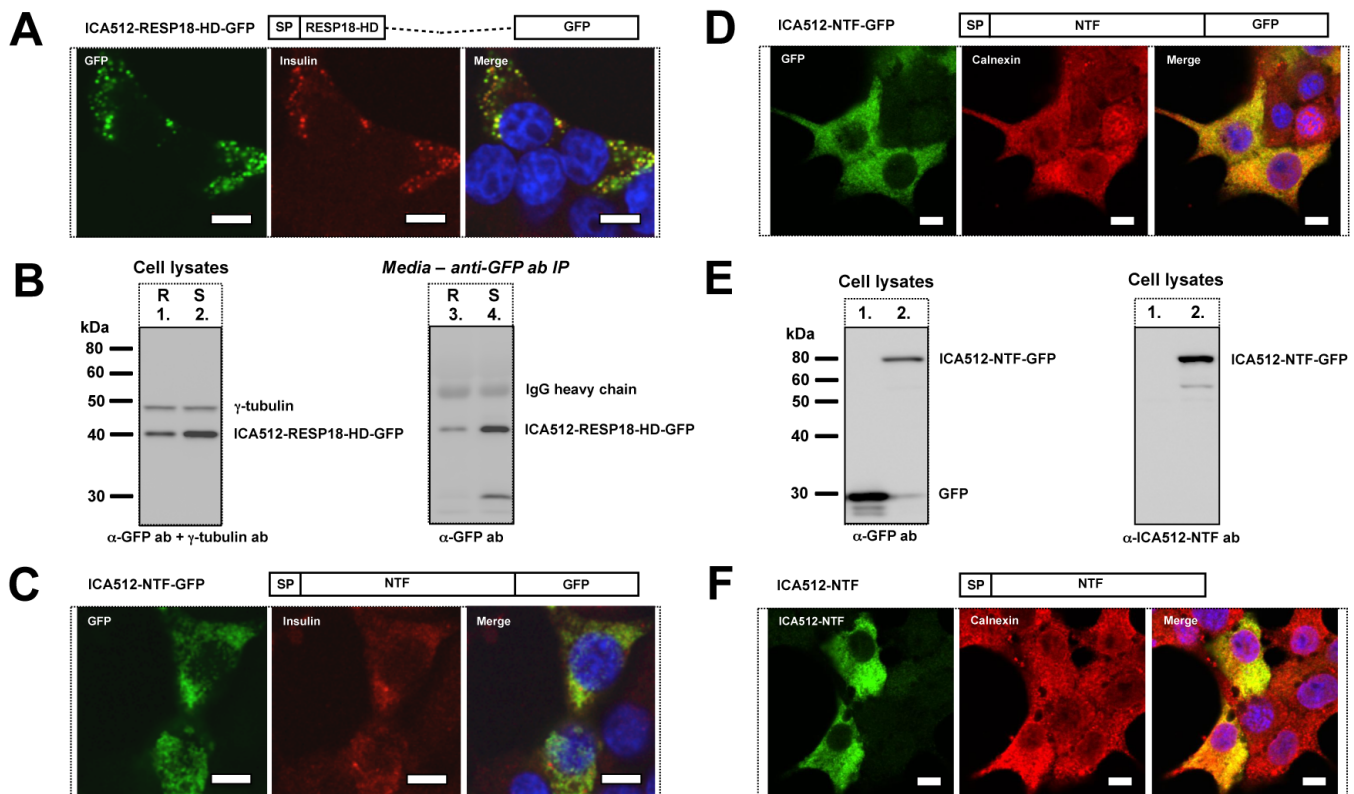 A
ICA512-RESP18-HD-GFP
SP RESP18-HD GFP
GFP Insulin Merge
B
Cell lysates
Media – anti-GFP ab IP
R S
1. 2.
R S
3. 4.
kDa
80
60
50
40
30
γ-tubulin
ICA512-RESP18-HD-GFP
IgG heavy chain
ICA512-RESP18-HD-GFP
α-GFP ab + γ-tubulin ab
α-GFP ab
C
ICA512-NTF-GFP
SP NTF GFP
GFP Insulin Merge
D
ICA512-NTF-GFP
SP NTF GFP
GFP Calnexin Merge
E
Cell lysates
Cell lysates
1. 2.
1. 2.
kDa
80
60
50
40
30
ICA512-NTF-GFP
GFP
ICA512-NTF-GFP
α-GFP ab
α-ICA512-NTF ab
F
ICA512-NTF
SP NTF
ICA512-NTF Calnexin Merge